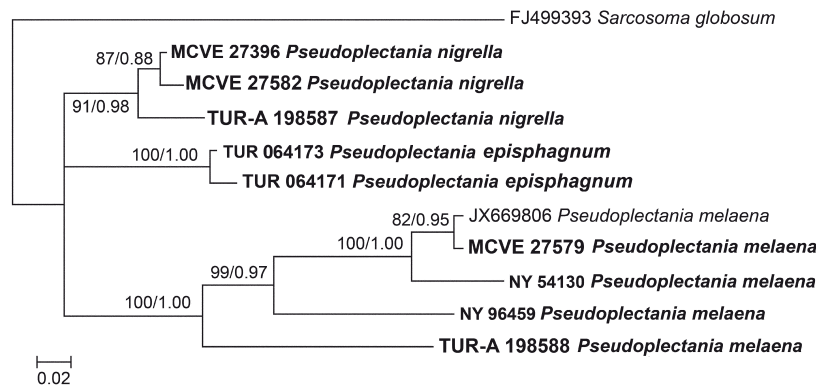 FJ499393 Sarcosoma globosum
87/0.88 MCVE 27396 Pseudoplectania nigrella
MCVE 27582 Pseudoplectania nigrella
91/0.98
TUR-A 198587 Pseudoplectania nigrella
100/1.00 TUR 064173 Pseudoplectania episphagnum
TUR 064171 Pseudoplectania episphagnum
82/0.95 JX669806 Pseudoplectania melaena
100/1.00 MCVE 27579 Pseudoplectania melaena
99/0.97 NY 54130 Pseudoplectania melaena
100/1.00 NY 96459 Pseudoplectania melaena
TUR-A 198588 Pseudoplectania melaena
0.02